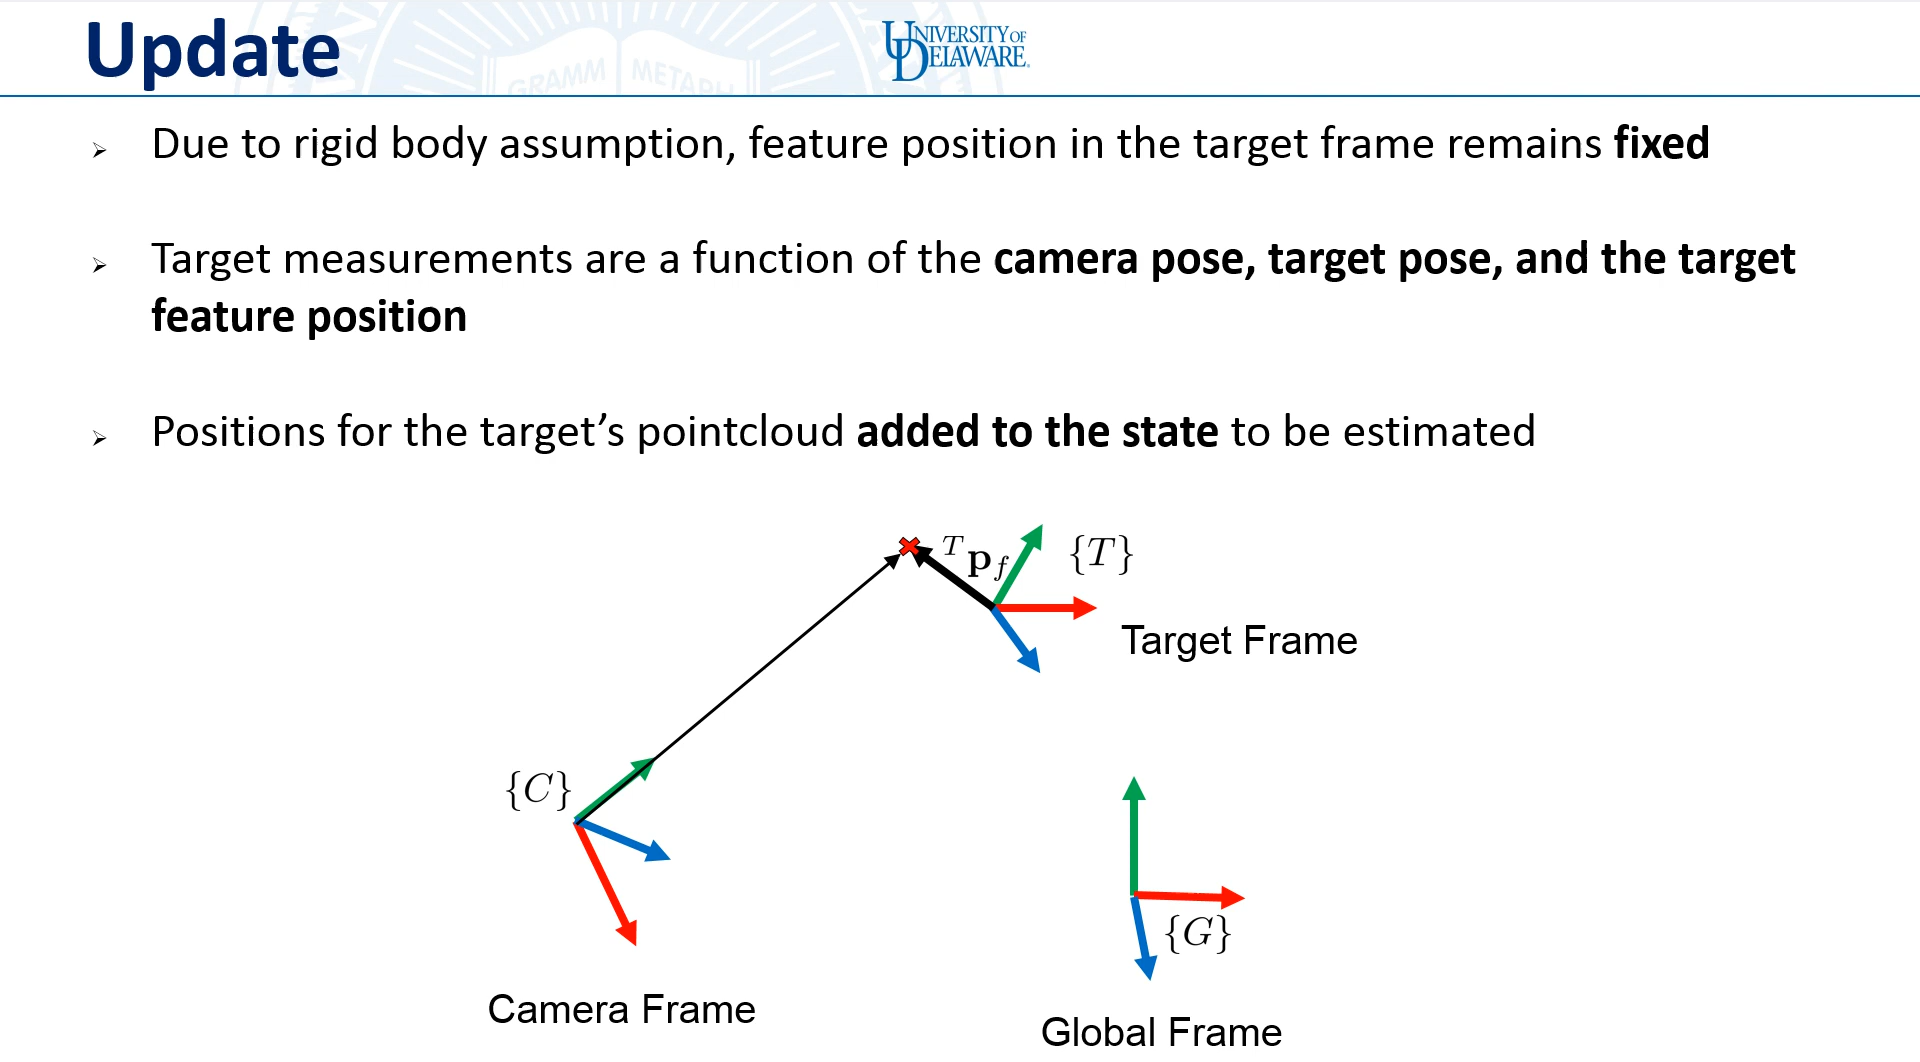 Update
UNIVERSITY OF
DELAWARE
GRAMM METAPH
Due to rigid body assumption, feature position in the target frame remains fixed
Target measurements are a function of the camera pose, target pose, and the target
feature position
Positions for the target’s pointcloud added to the state to be estimated
ᵀp_f
{T}
Target Frame
{C}
{G}
Camera Frame
Global Frame